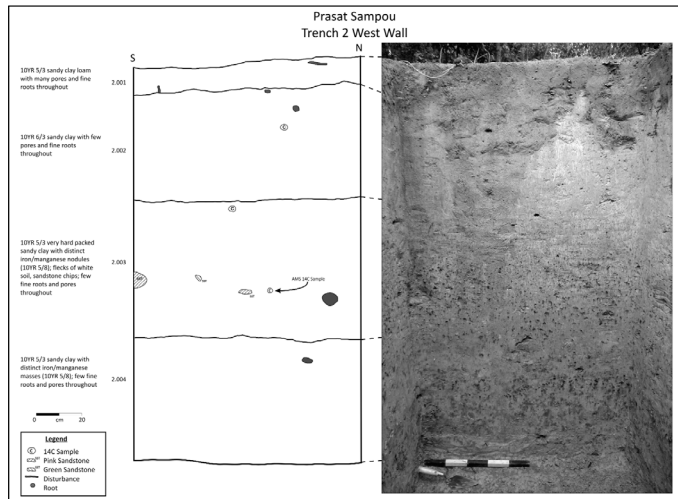 Prasat Sampou
Trench 2 West Wall
S
N
10YR 5/3 sandy clay loam
with many pores and fine
roots throughout
2.001
10YR 6/3 sandy clay with few
pores and fine roots
throughout
2.002
C
C
10YR 5/3 very hard packed
sandy clay with distinct
iron/manganese nodules
(10YR 5/8); flecks of white
soil, sandstone chips; few
fine roots and pores
throughout
2.003
AMS 14C Sample
C
10YR 5/3 sandy clay with
distinct iron/manganese
masses (10YR 5/8); few fine
roots and pores throughout
2.004
0 cm 20
Legend
C 14C Sample
Pink Sandstone
Green Sandstone
Disturbance
Root